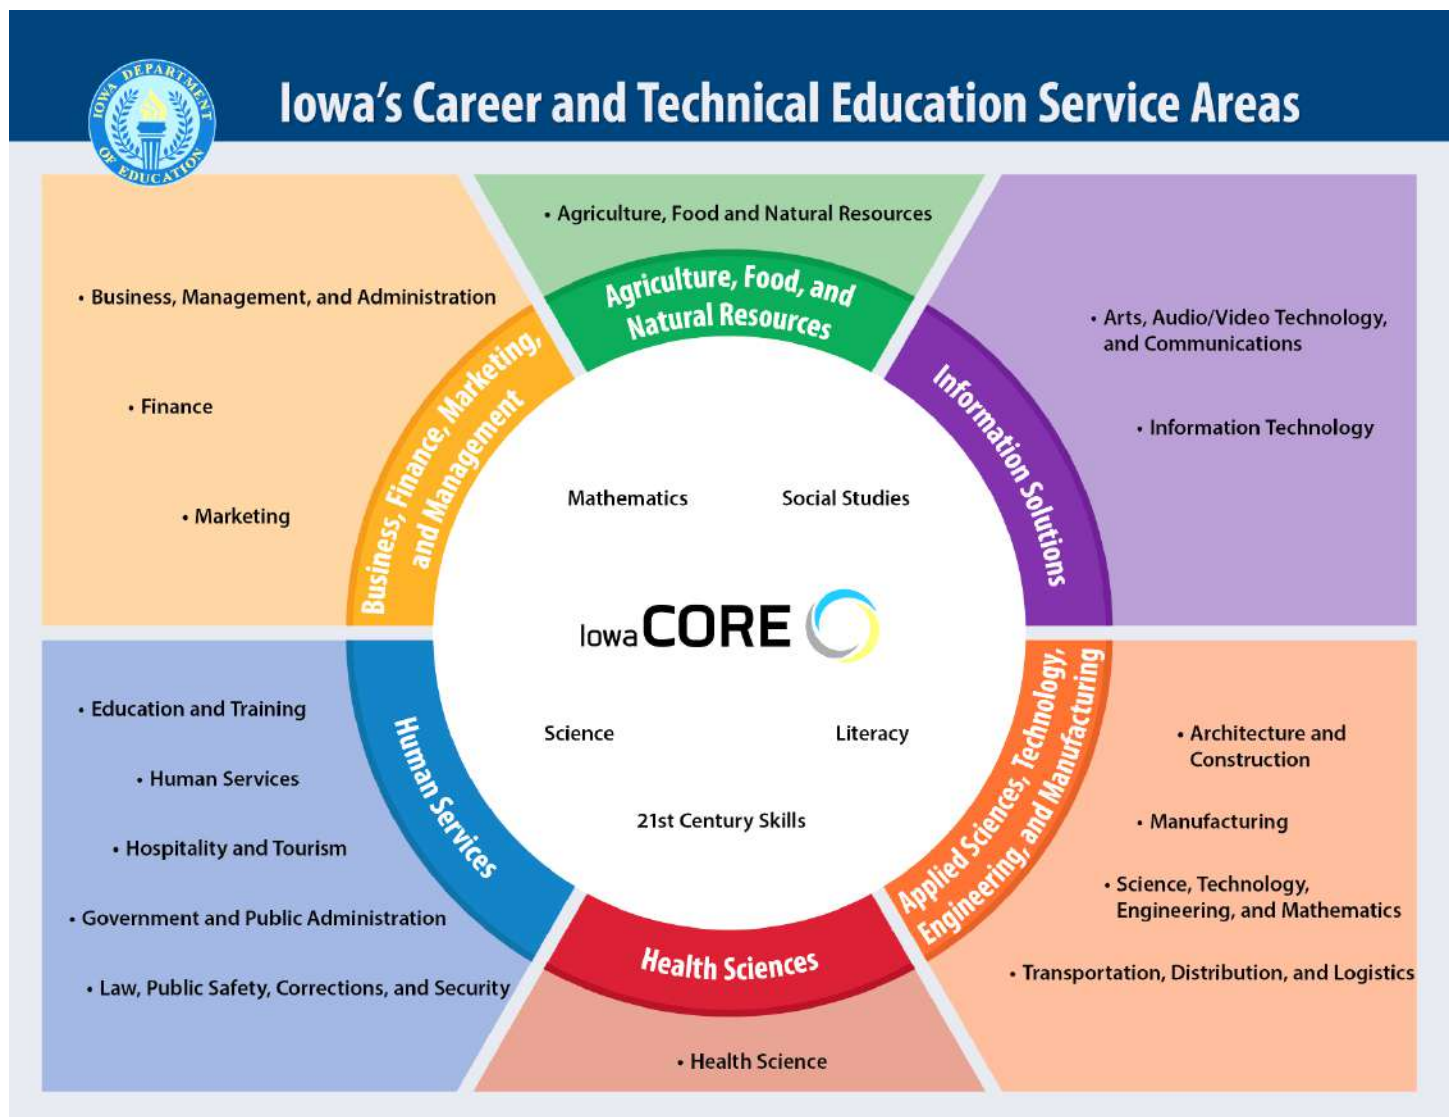 IOWA DEPARTMENT
OF EDUCATION
Iowa's Career and Technical Education Service Areas
• Agriculture, Food and Natural Resources
Agriculture, Food, and
Natural Resources
• Business, Management, and Administration
• Finance
• Marketing
Business, Finance, Marketing,
and Management
• Arts, Audio/Video Technology,
and Communications
• Information Technology
Information Solutions
Mathematics
Social Studies
Iowa CORE
Science
Literacy
21st Century Skills
• Education and Training
• Human Services
• Hospitality and Tourism
• Government and Public Administration
• Law, Public Safety, Corrections, and Security
Human Services
Applied Sciences, Technology,
Engineering, and Manufacturing
• Architecture and
Construction
• Manufacturing
• Science, Technology,
Engineering, and Mathematics
• Transportation, Distribution, and Logistics
Health Sciences
• Health Science